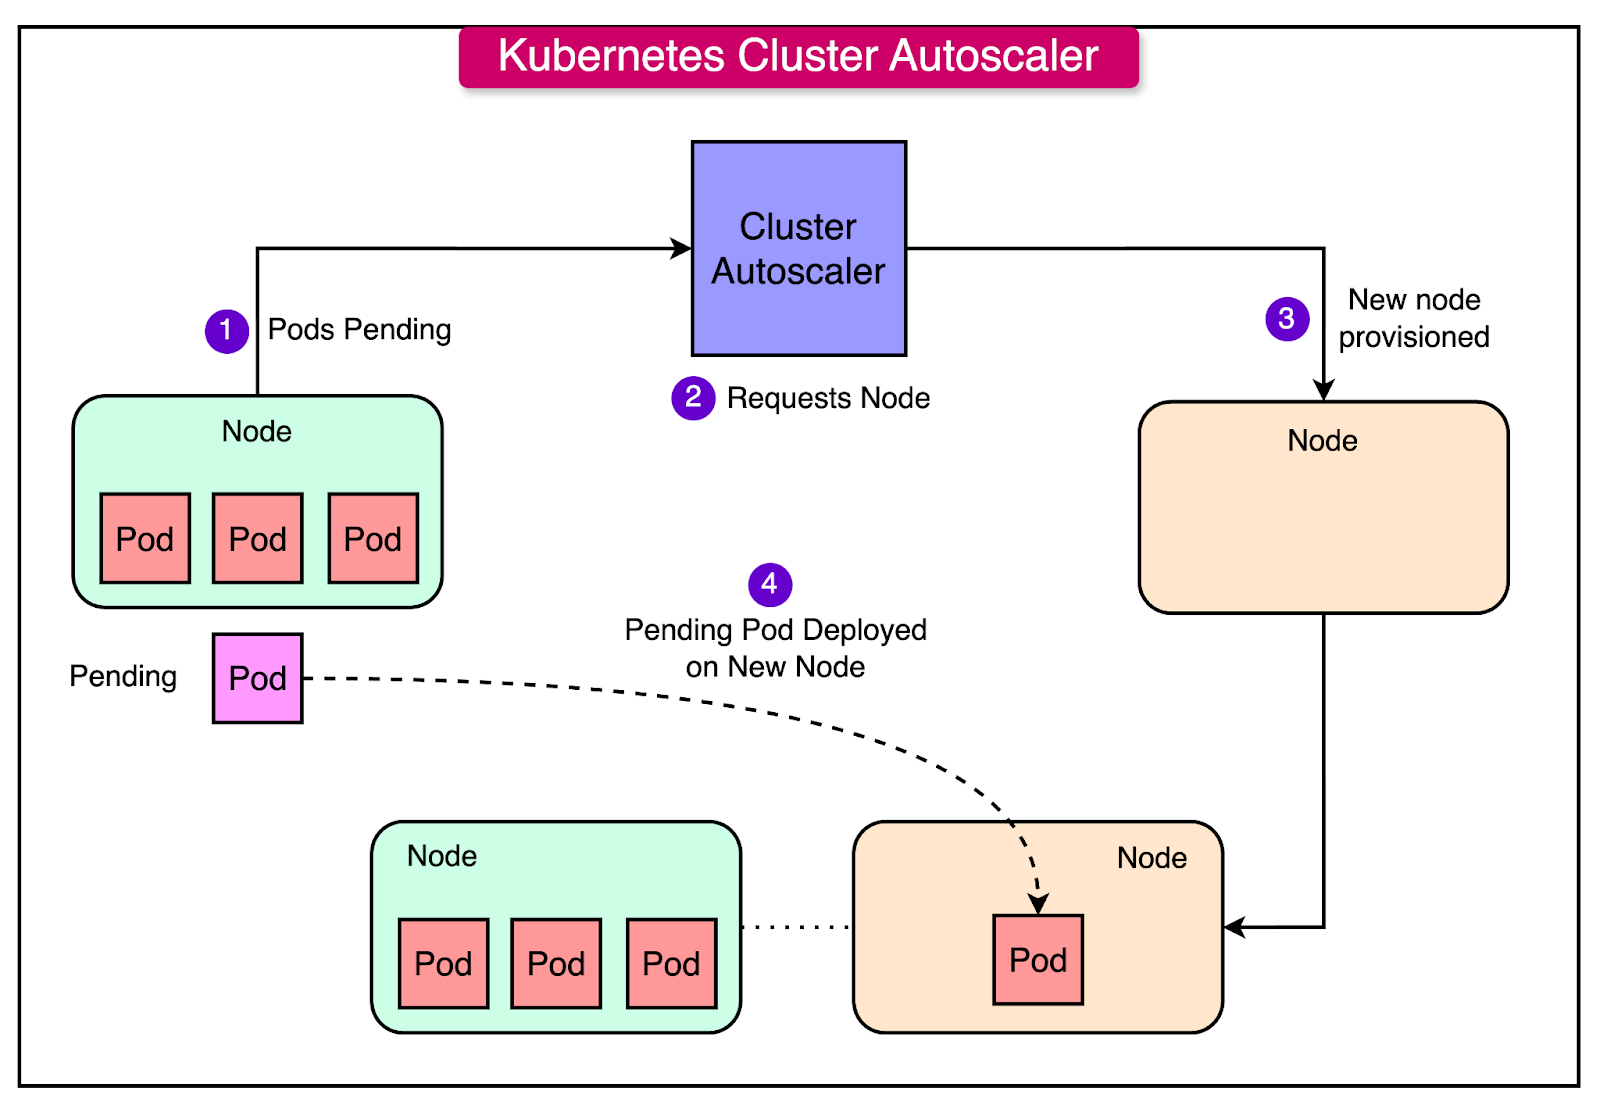 Kubernetes Cluster Autoscaler
Cluster
Autoscaler
1
Pods Pending
2
Requests Node
3
New node
provisioned
Node
Pod
Pod
Pod
Node
Pending
Pod
4
Pending Pod Deployed
on New Node
Node
Pod
Pod
Pod
Node
Pod